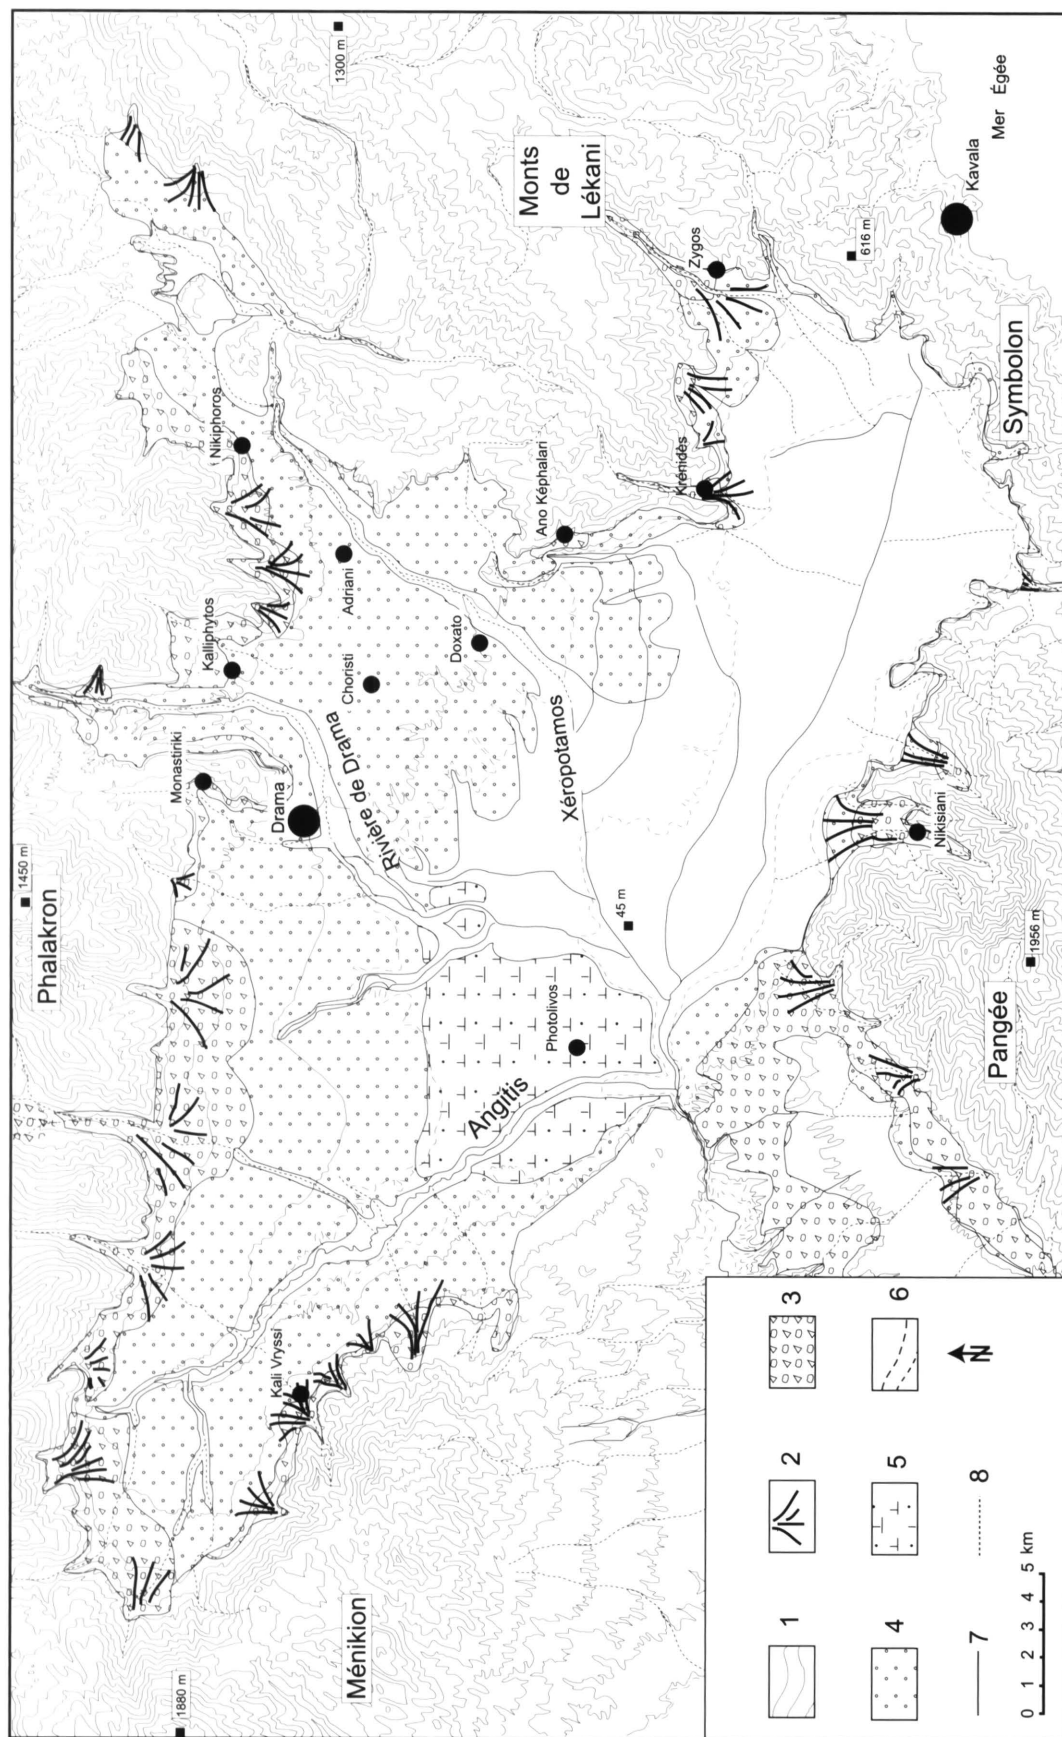 1880 m
Ménikion
Phalakron
1450 m
1300 m
Monastiriki
Drama
Kalliphytos
Nikiphoros
Rivière de Drama
Choristi
Adriani
Kali Vryssi
Doxato
Ano Képhalari
Monts
de
Lékani
Angitis
Photolivos
Xéropotamos
45 m
Krénidès
Zygos
616 m
Kavala
Mer Égée
Symbolon
Nikisiani
Pangée
1956 m
1
2
3
4
5
6
7
8
N
0 1 2 3 4 5 km